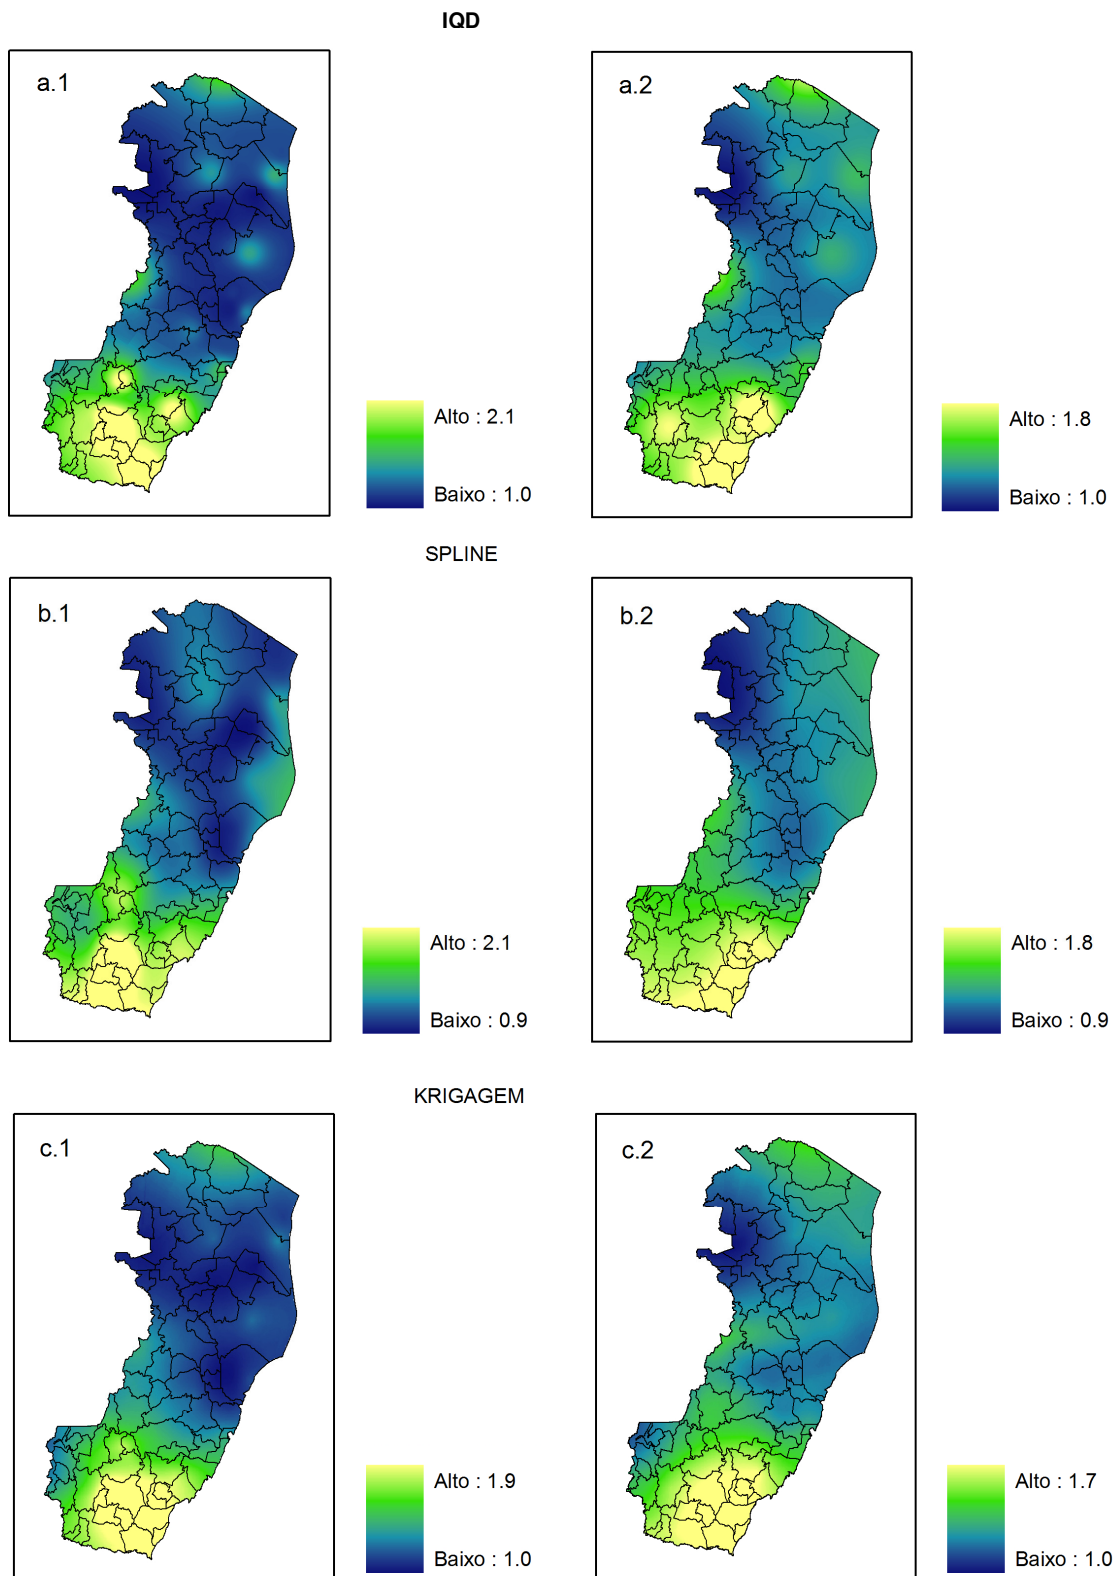 IQD
a.1
a.2
Alto : 2.1
Baixo : 1.0
Alto : 1.8
Baixo : 1.0
SPLINE
b.1
b.2
Alto : 2.1
Baixo : 0.9
Alto : 1.8
Baixo : 0.9
KRIGAGEM
c.1
c.2
Alto : 1.9
Baixo : 1.0
Alto : 1.7
Baixo : 1.0